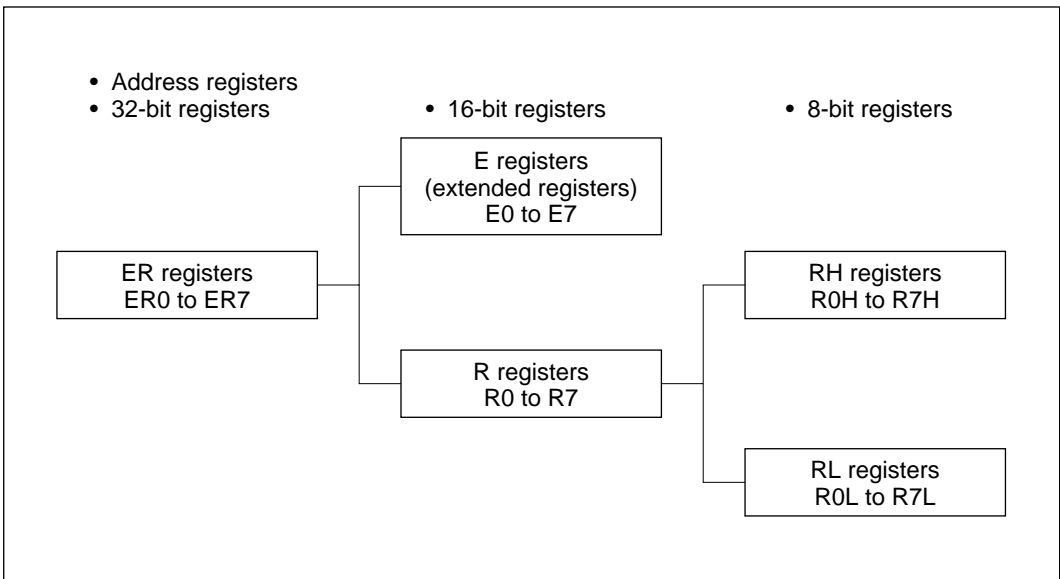 • Address registers
• 32-bit registers
• 16-bit registers
• 8-bit registers
E registers
(extended registers)
E0 to E7
ER registers
ER0 to ER7
RH registers
R0H to R7H
R registers
R0 to R7
RL registers
R0L to R7L